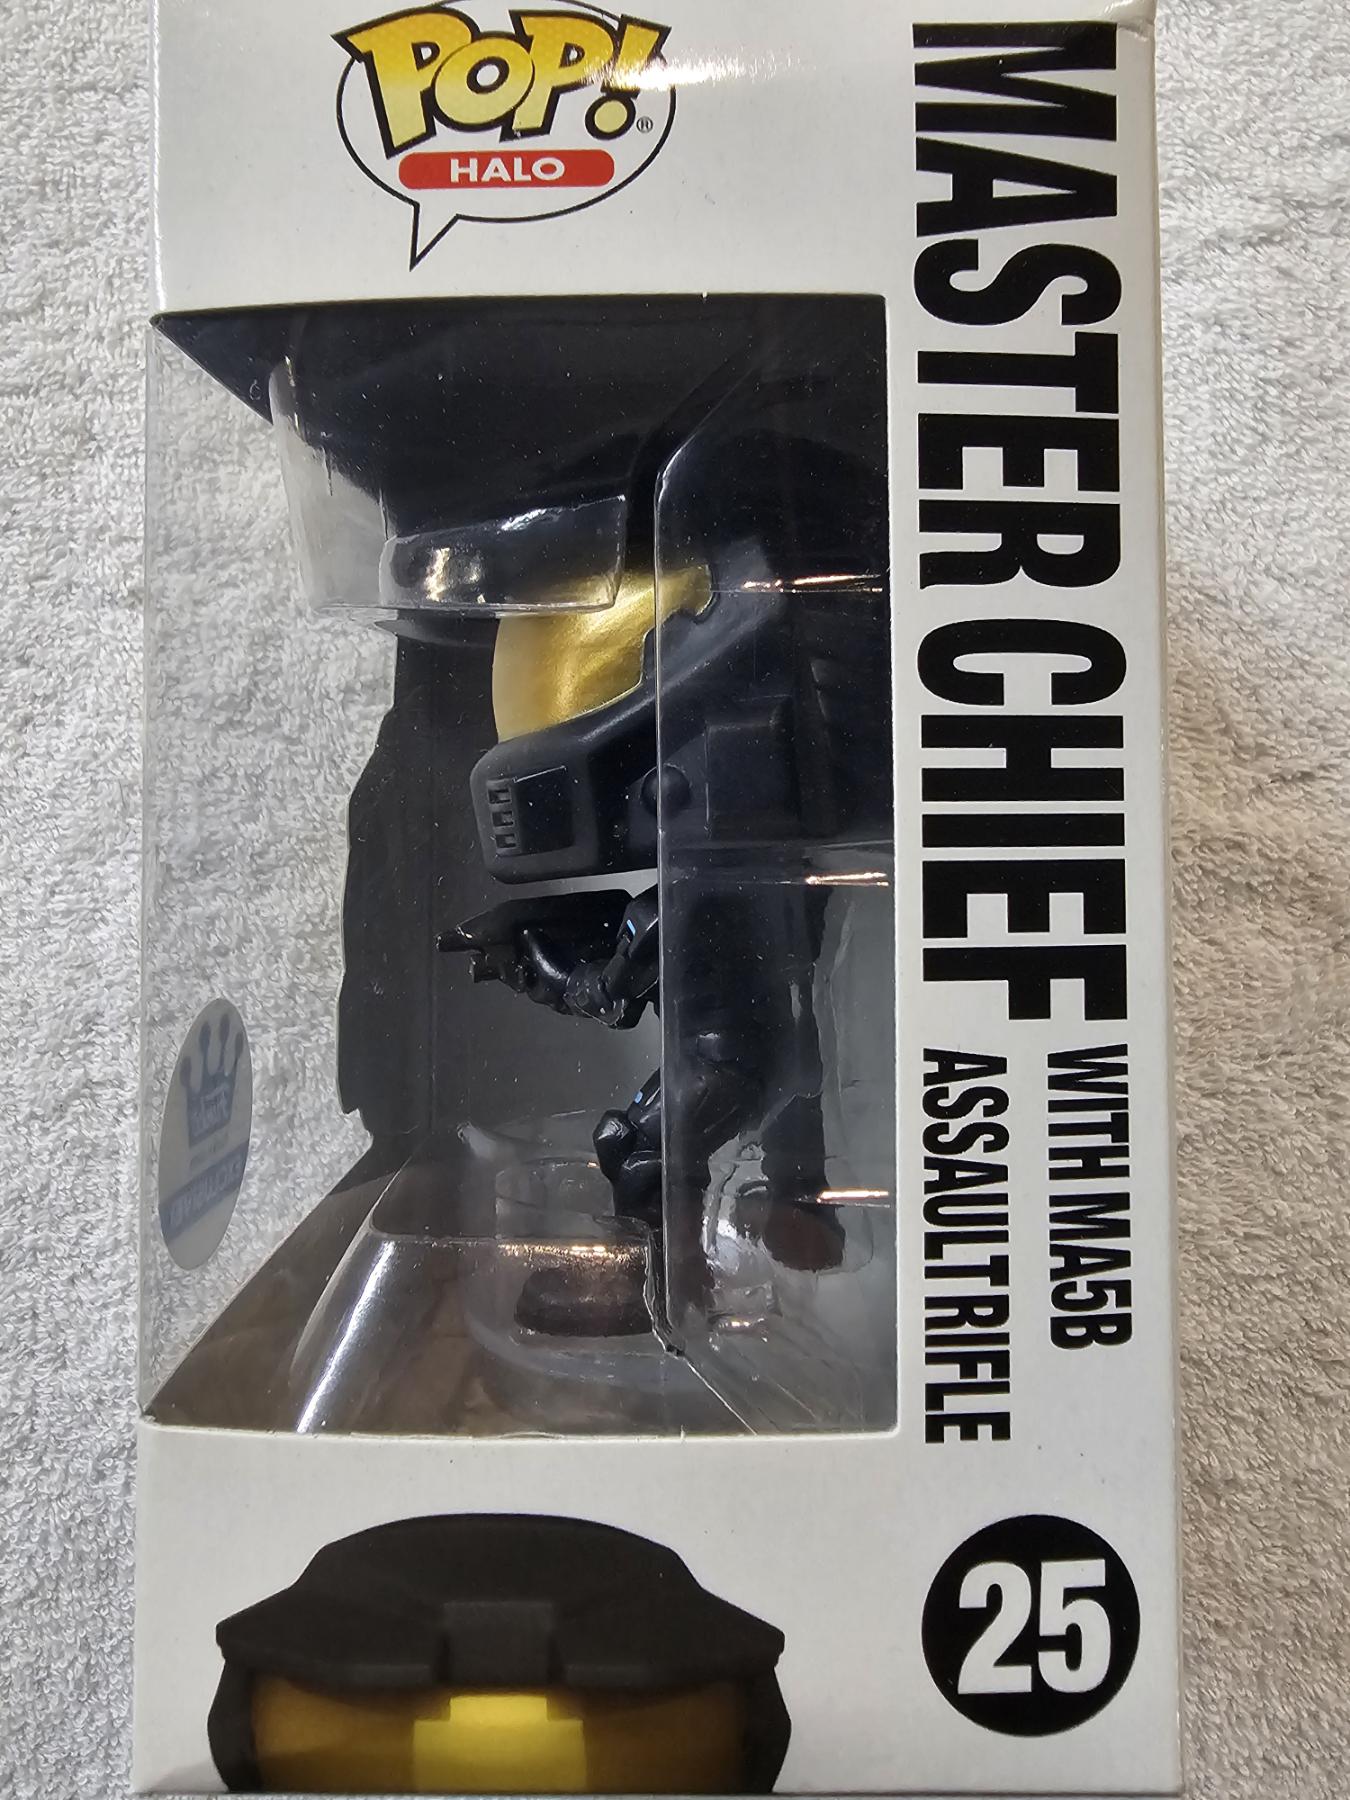 POP!®
HALO
MASTER CHIEF WITH MA5B
ASSAULT RIFLE
25